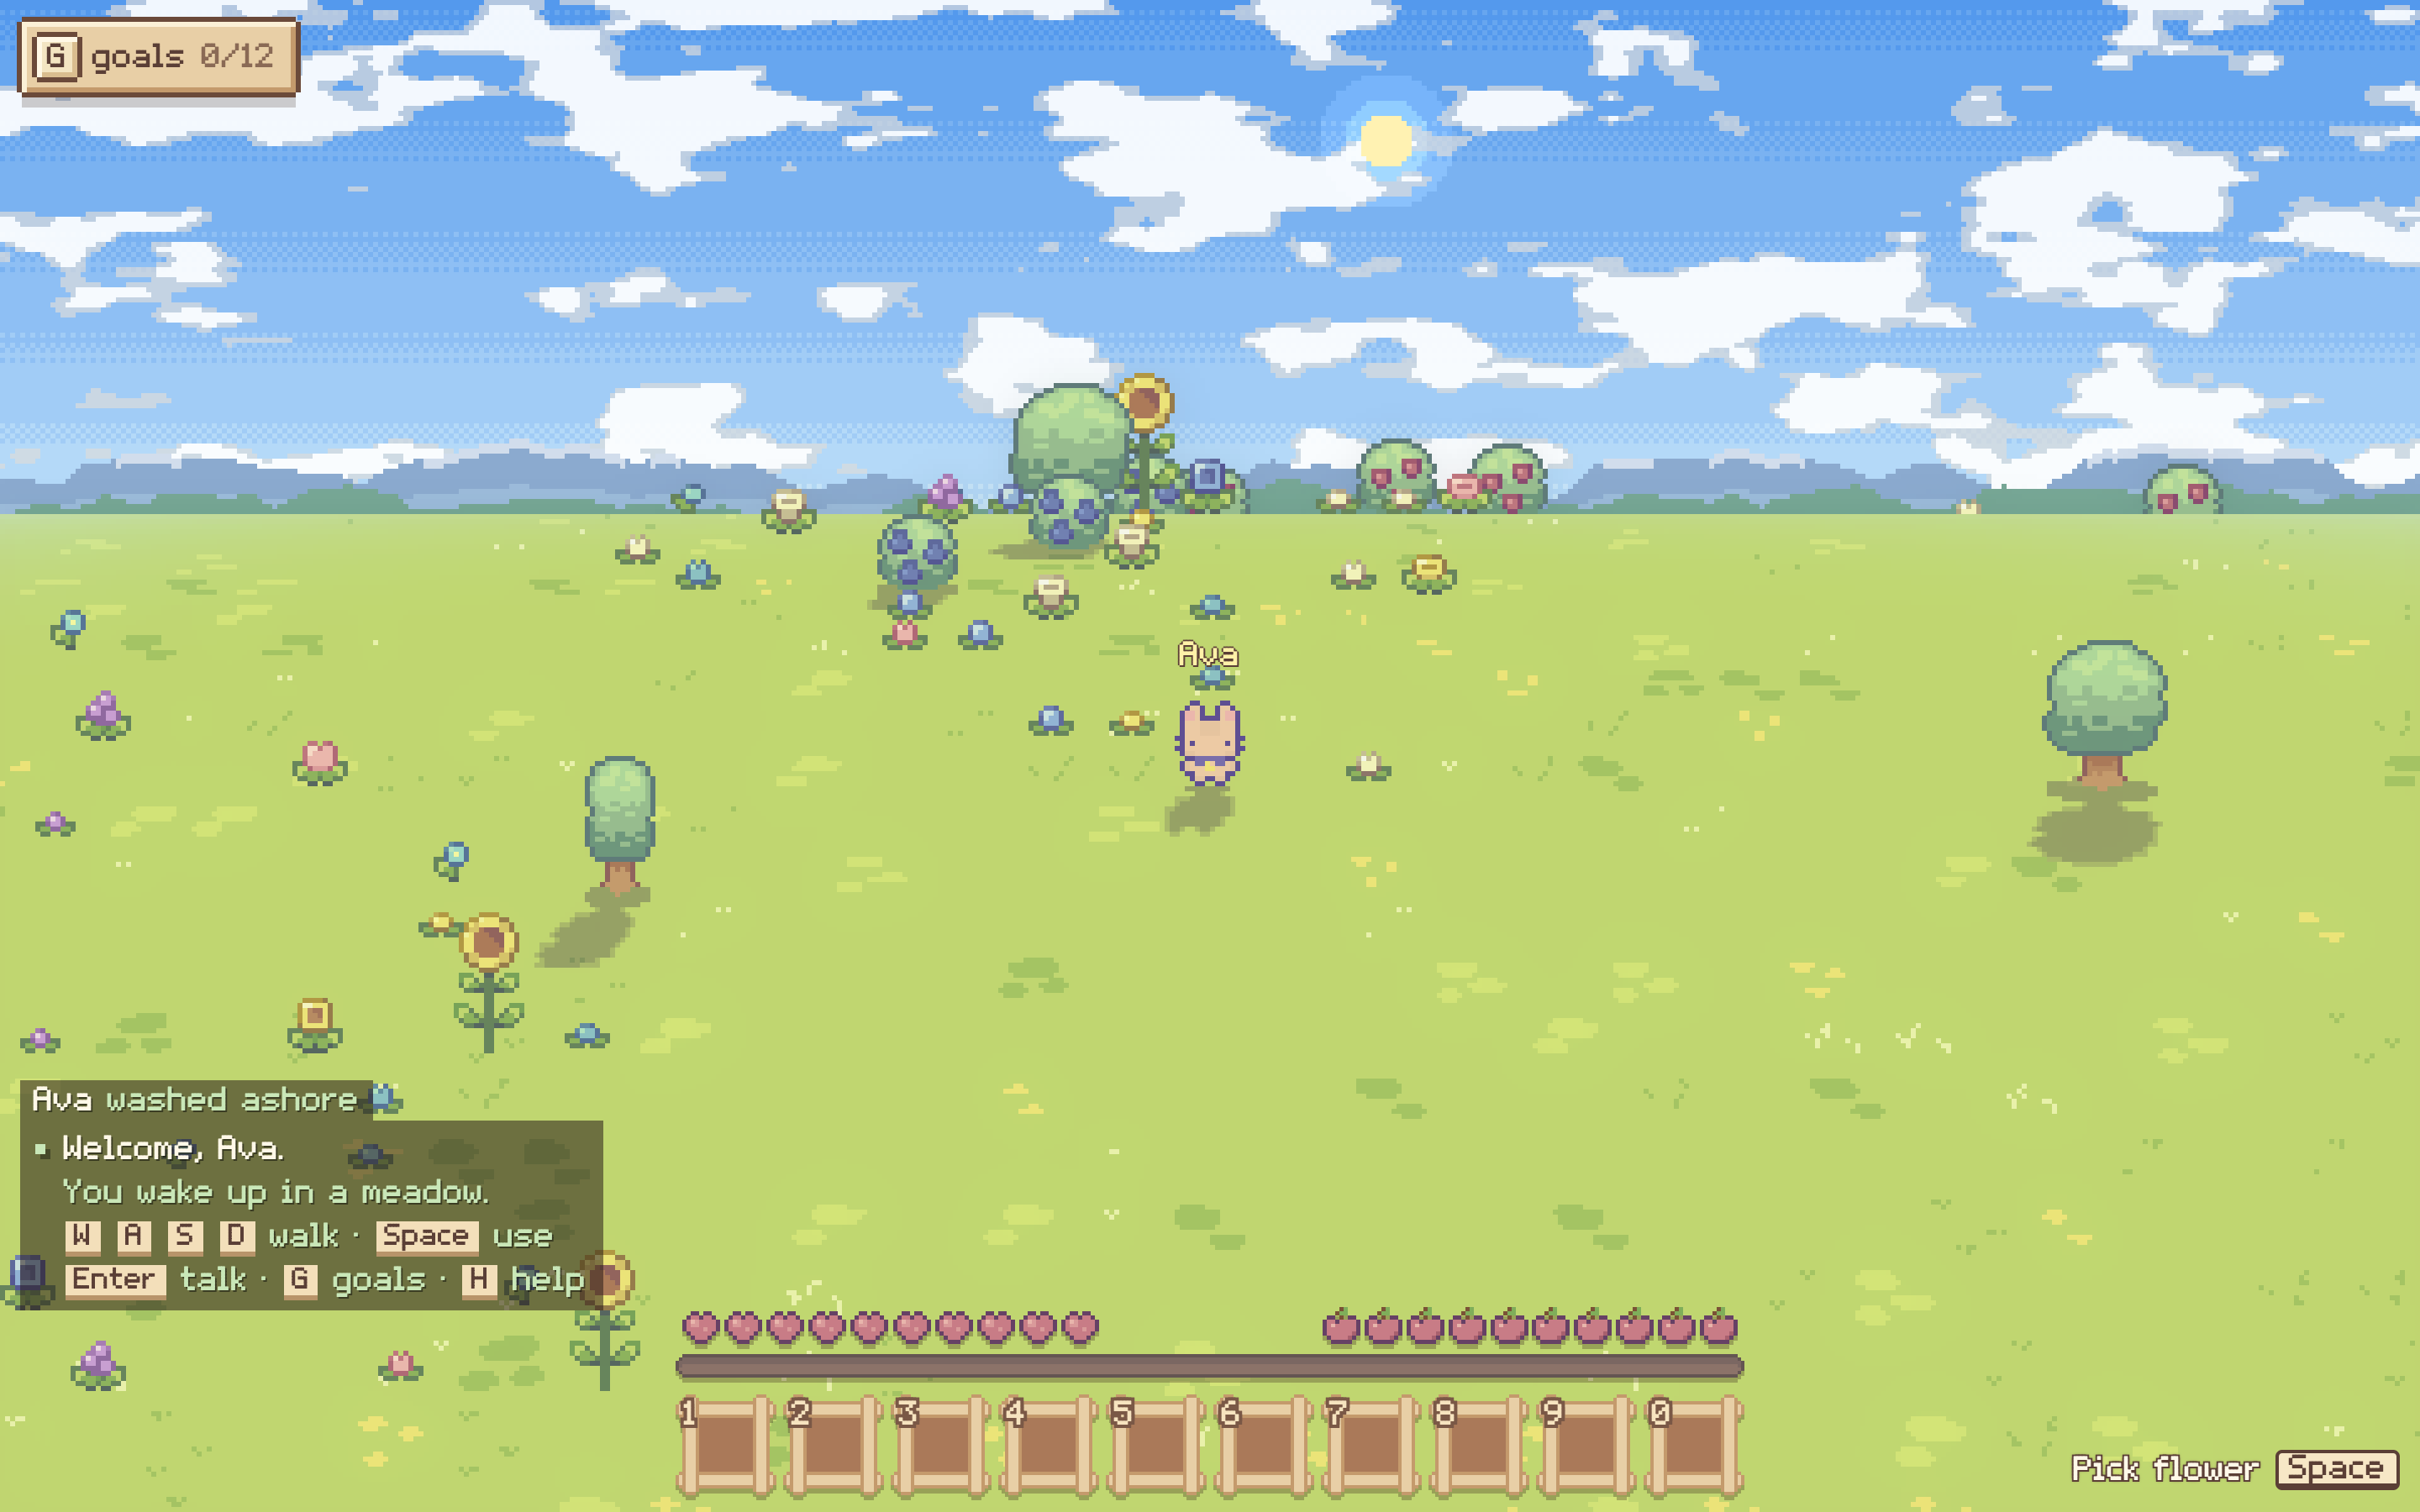 G goals 0/12
Ava
Ava washed ashore
Welcome, Ava.
You wake up in a meadow.
W A S D walk · Space use
Enter talk · G goals · H help
1 2 3 4 5 6 7 8 9 0
Pick flower Space